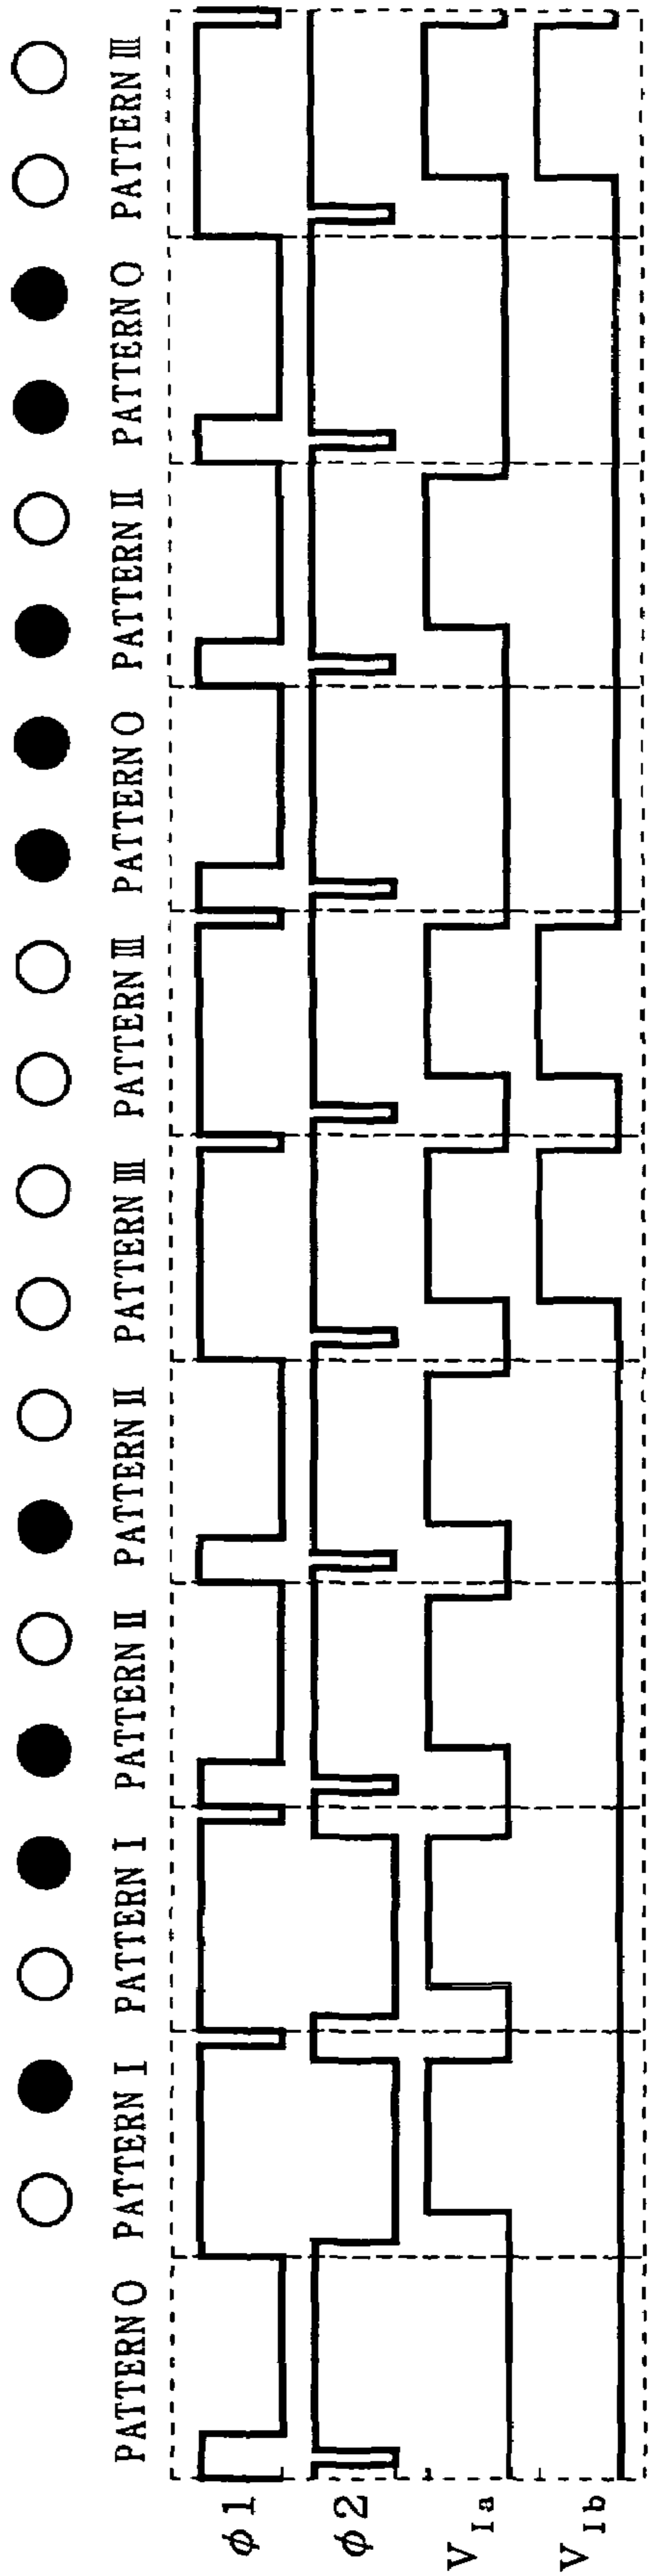 PATTERN O PATTERN I PATTERN I PATTERN II PATTERN II PATTERN III PATTERN III PATTERN O PATTERN II PATTERN O PATTERN III
φ1
φ2
VIa
VIb